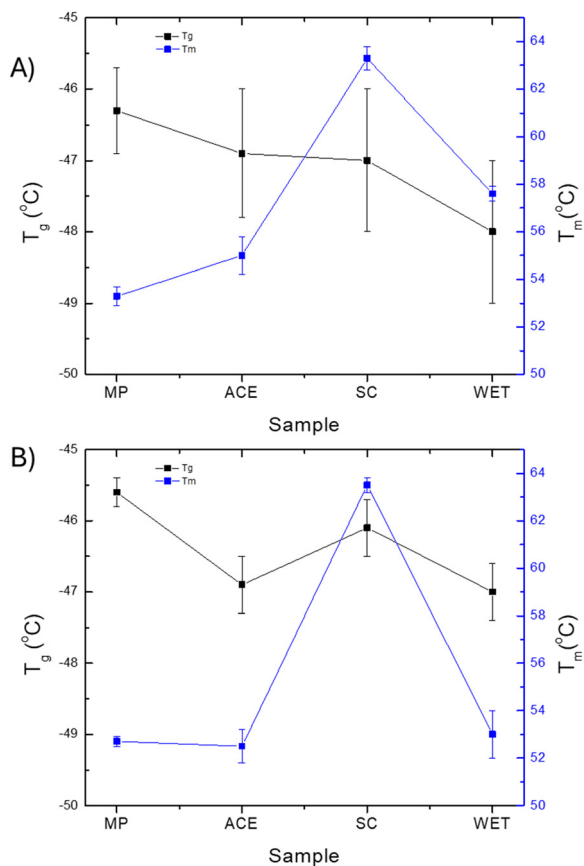 A)
Tg
Tm
-45
-46
-47
-48
-49
-50
Tg (°C)
64
62
60
58
56
54
52
50
Tm(°C)
MP ACE SC WET
Sample
B)
Tg
Tm
-45
-46
-47
-48
-49
-50
Tg (°C)
64
62
60
58
56
54
52
50
Tm(°C)
MP ACE SC WET
Sample